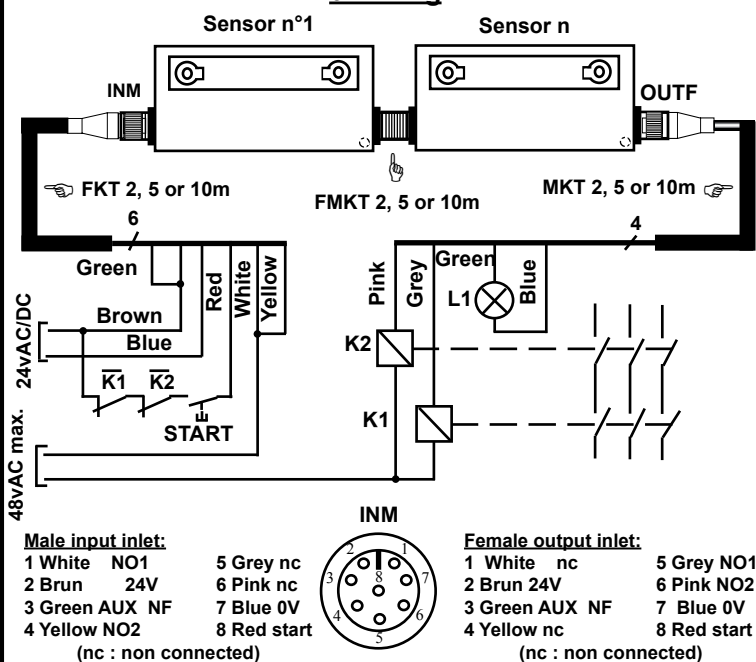 Sensor n°1
Sensor n
INM
OUTF
FKT 2, 5 or 10m
FMKT 2, 5 or 10m
MKT 2, 5 or 10m
6
4
Green
Red
White
Yellow
Pink
Grey
Green
Blue
L1
Brown
Blue
24vAC/DC
K1
K2
START
K2
K1
48vAC max.
INM
Male input inlet:
1 White NO1
2 Brun 24V
3 Green AUX NF
4 Yellow NO2
5 Grey nc
6 Pink nc
7 Blue 0V
8 Red start
(nc : non connected)
2
1
3
8
7
4
6
5
Female output inlet:
1 White nc
2 Brun 24V
3 Green AUX NF
4 Yellow nc
5 Grey NO1
6 Pink NO2
7 Blue 0V
8 Red start
(nc : non connected)